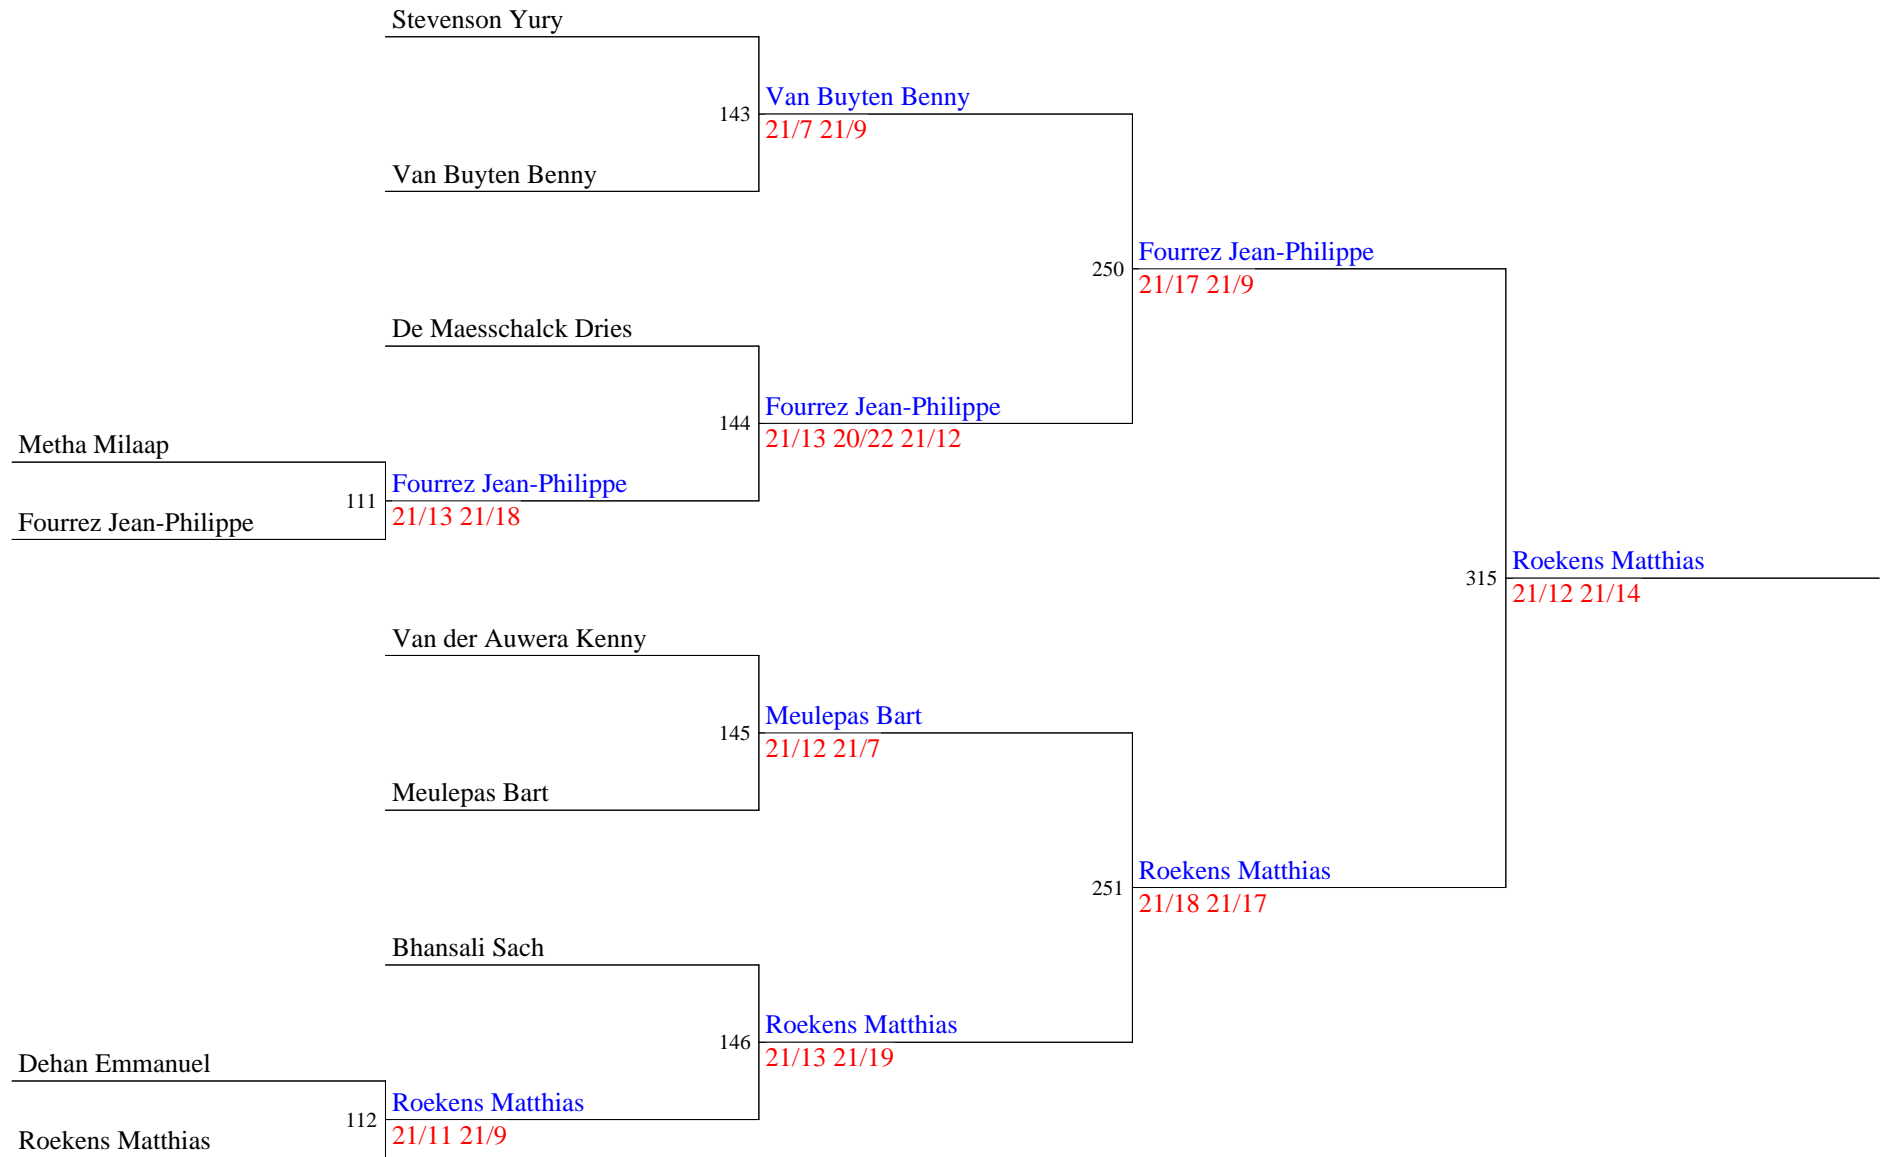 Stevenson Yury
143
Van Buyten Benny
21/7 21/9
Van Buyten Benny
250
Fourrez Jean-Philippe
21/17 21/9
De Maesschalck Dries
144
Fourrez Jean-Philippe
21/13 20/22 21/12
Metha Milaap
111
Fourrez Jean-Philippe
21/13 21/18
Fourrez Jean-Philippe
315
Roekens Matthias
21/12 21/14
Van der Auwera Kenny
145
Meulepas Bart
21/12 21/7
Meulepas Bart
251
Roekens Matthias
21/18 21/17
Bhansali Sach
146
Roekens Matthias
21/13 21/19
Dehan Emmanuel
112
Roekens Matthias
21/11 21/9
Roekens Matthias